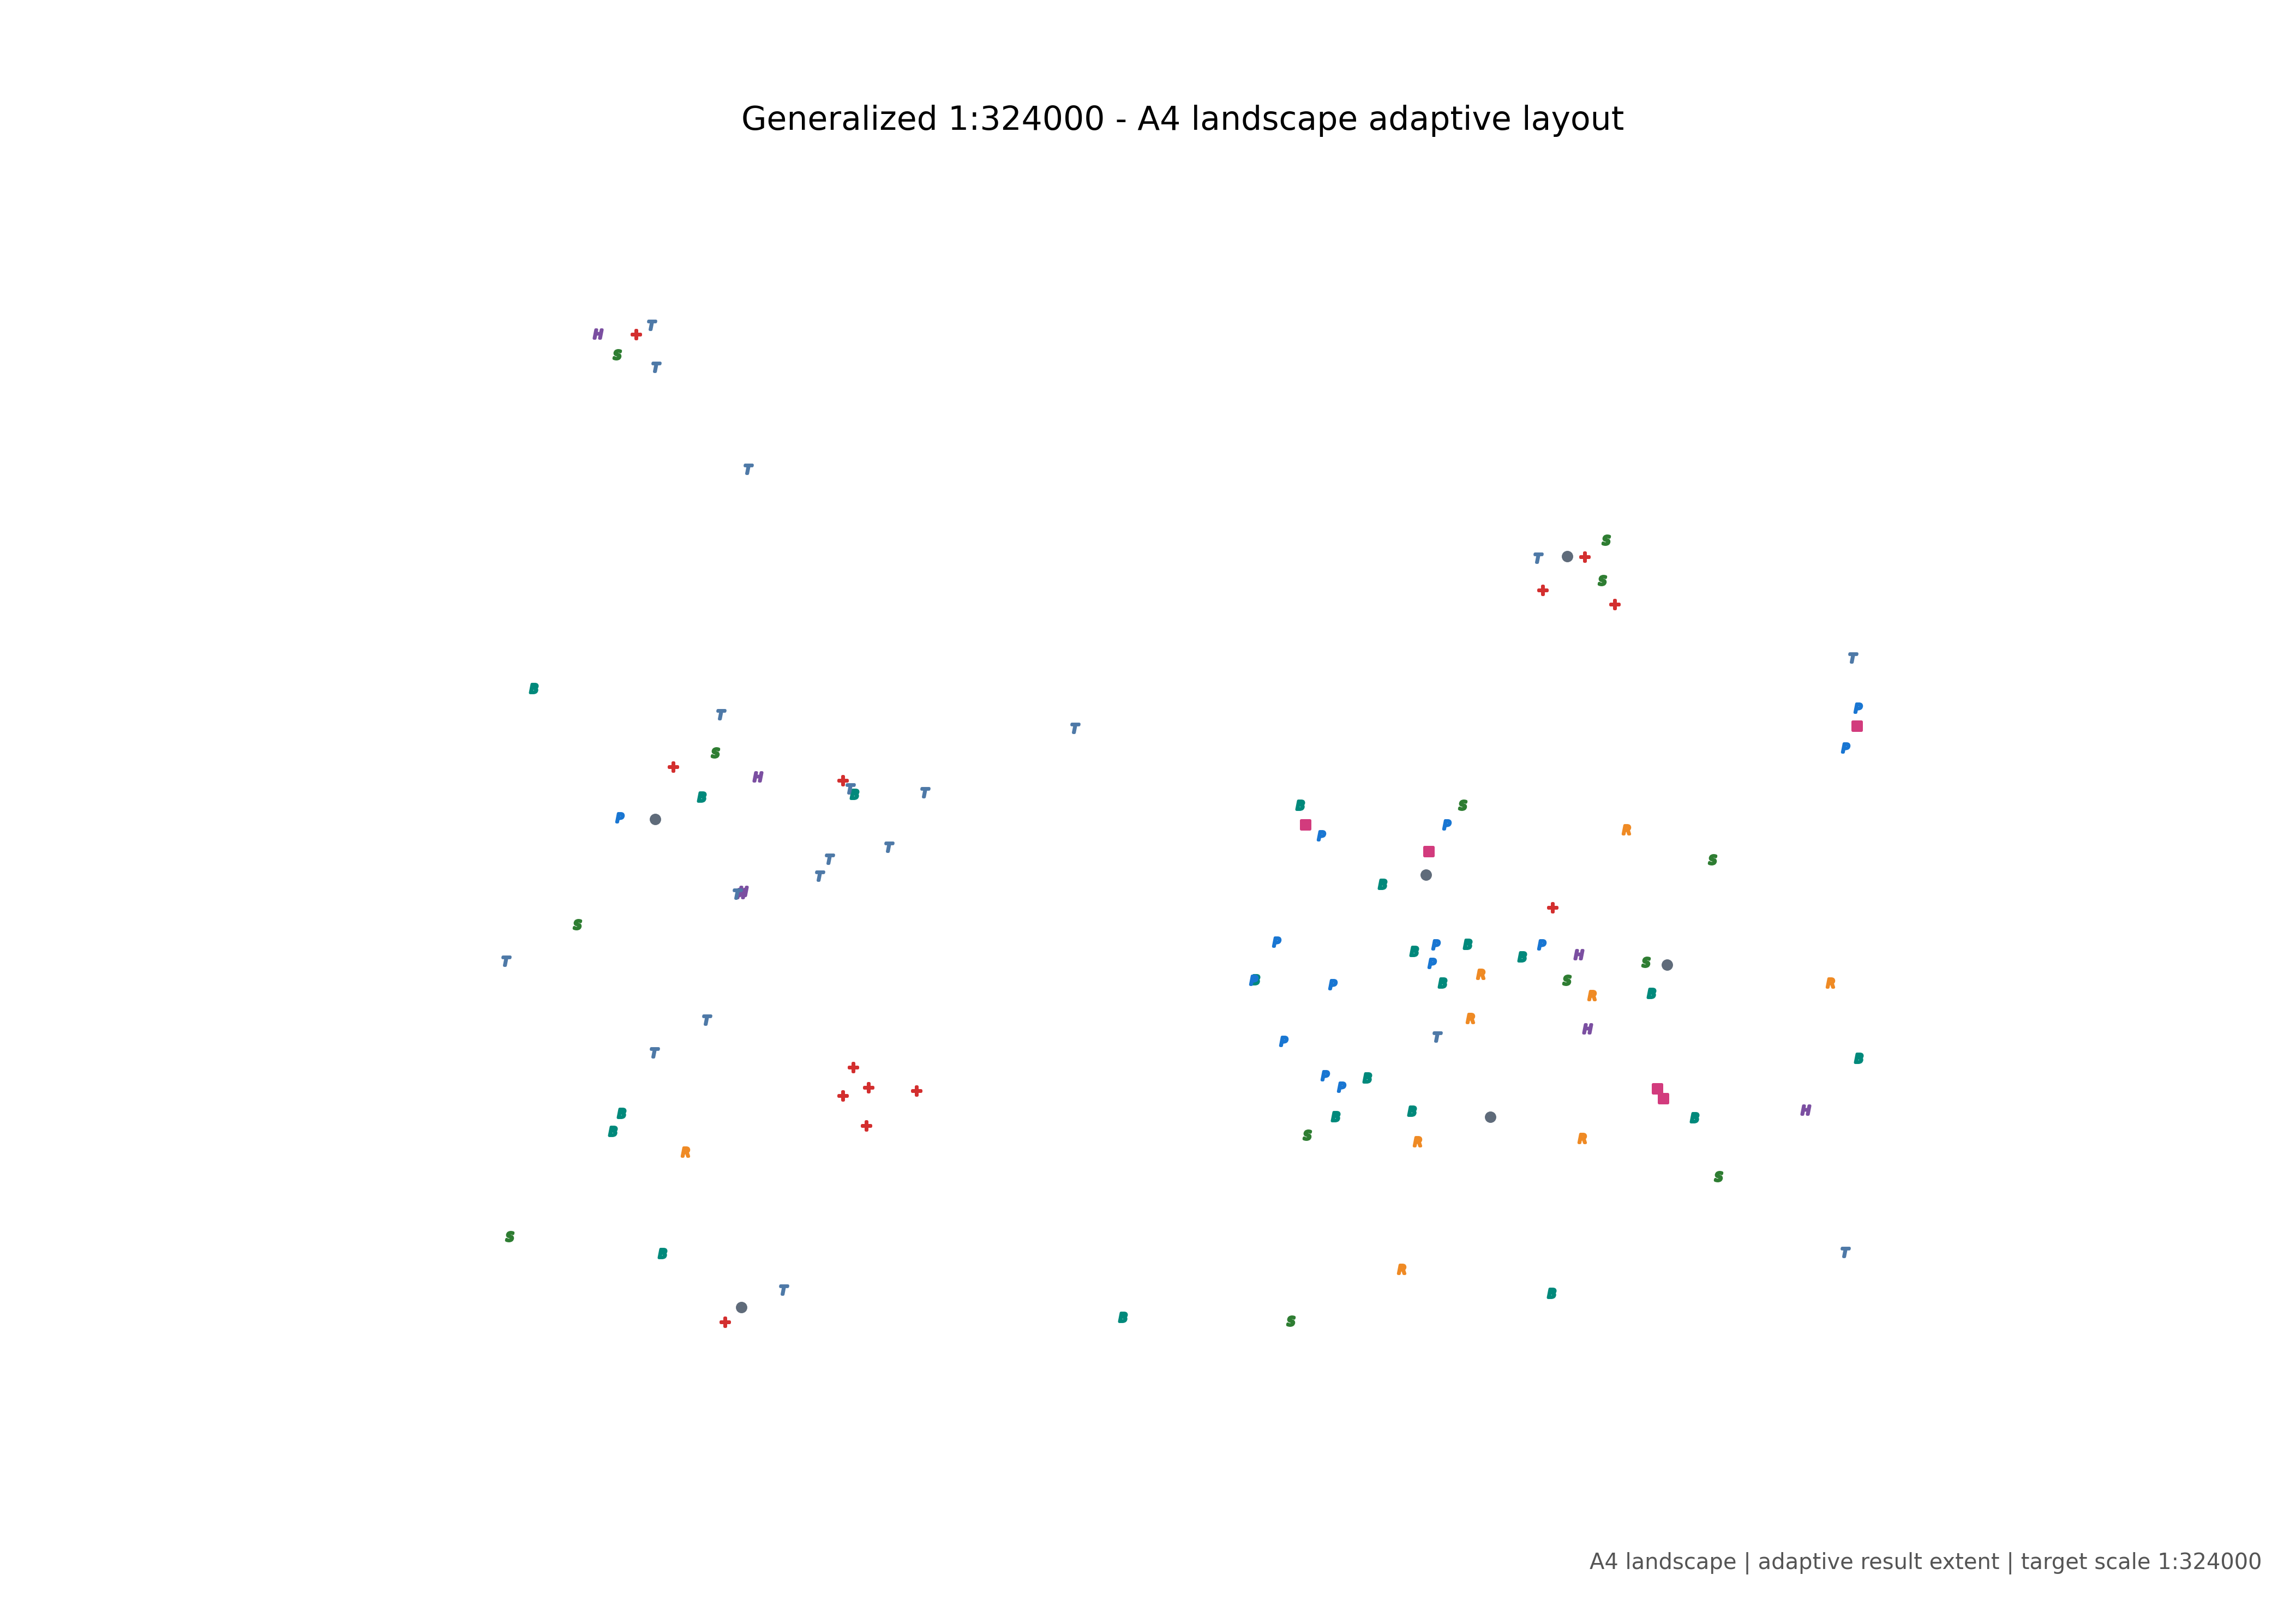 Generalized 1:324000 - A4 landscape adaptive layout
A4 landscape | adaptive result extent | target scale 1:324000